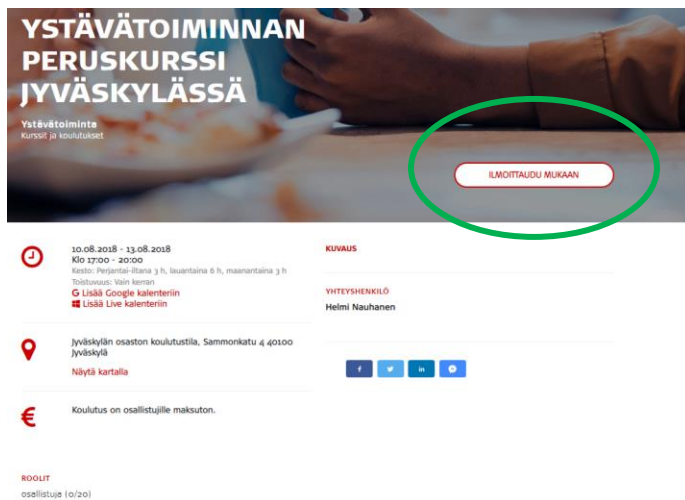 YSTÄVÄTOIMINNAN
PERUSKURSSI
JYVÄSKYLÄSSÄ
Ystävätoiminta
Kurssit ja koulutukset
ILMOITTAUDU MUKAAN
10.08.2018 - 13.08.2018
Klo 17:00 - 20:00
Kesto: Perjantai-iltana 3 h, lauantaina 6 h, maanantaina 3 h
Toistuvuus: Vain kerran
G Lisää Google kalenteriin
Lisää Live kalenteriin
Jyväskylän osaston koulutustila, Sammonkatu 4 40100
Jyväskylä
Näytä kartalla
€
Koulutus on osallistujille maksuton.
ROOLIT
osallistuja (0/20)
KUVAUS
YHTEYSHENKILÖ
Helmi Nauhanen